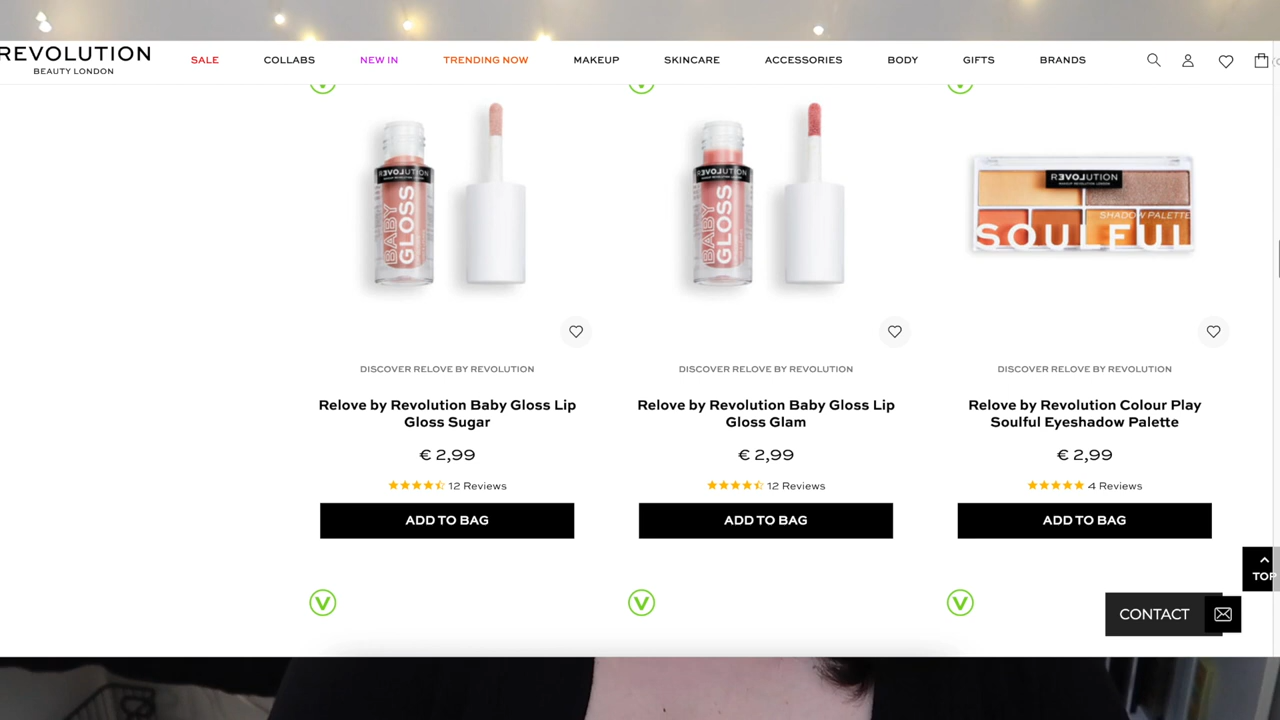 REVOLUTION
BEAUTY LONDON
SALE COLLABS NEW IN TRENDING NOW MAKEUP SKINCARE ACCESSORIES BODY GIFTS BRANDS
REVOLUTION
BABY
GLOSS
REVOLUTION
BABY
GLOSS
REVOLUTION
SHADOW PALETTE
SOULFUL
DISCOVER RELOVE BY REVOLUTION
Relove by Revolution Baby Gloss Lip
Gloss Sugar
€ 2,99
12 Reviews
ADD TO BAG
DISCOVER RELOVE BY REVOLUTION
Relove by Revolution Baby Gloss Lip
Gloss Glam
€ 2,99
12 Reviews
ADD TO BAG
DISCOVER RELOVE BY REVOLUTION
Relove by Revolution Colour Play
Soulful Eyeshadow Palette
€ 2,99
4 Reviews
ADD TO BAG
TOP
V
V
V
CONTACT